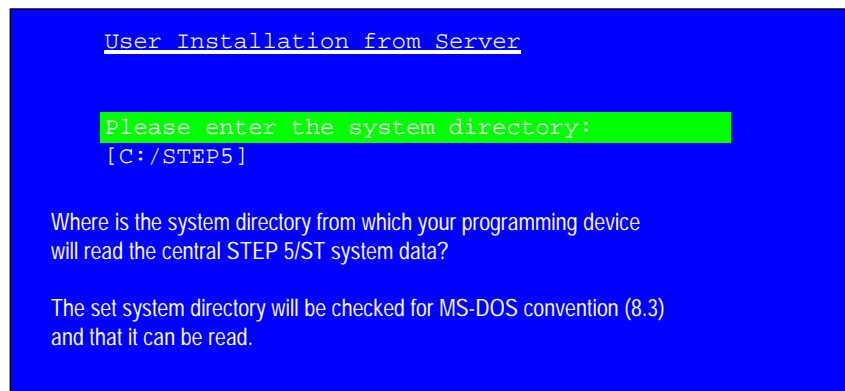 User Installation from Server
Please enter the system directory:
[C:/STEP5]
Where is the system directory from which your programming device
will read the central STEP 5/ST system data?
The set system directory will be checked for MS-DOS convention (8.3)
and that it can be read.